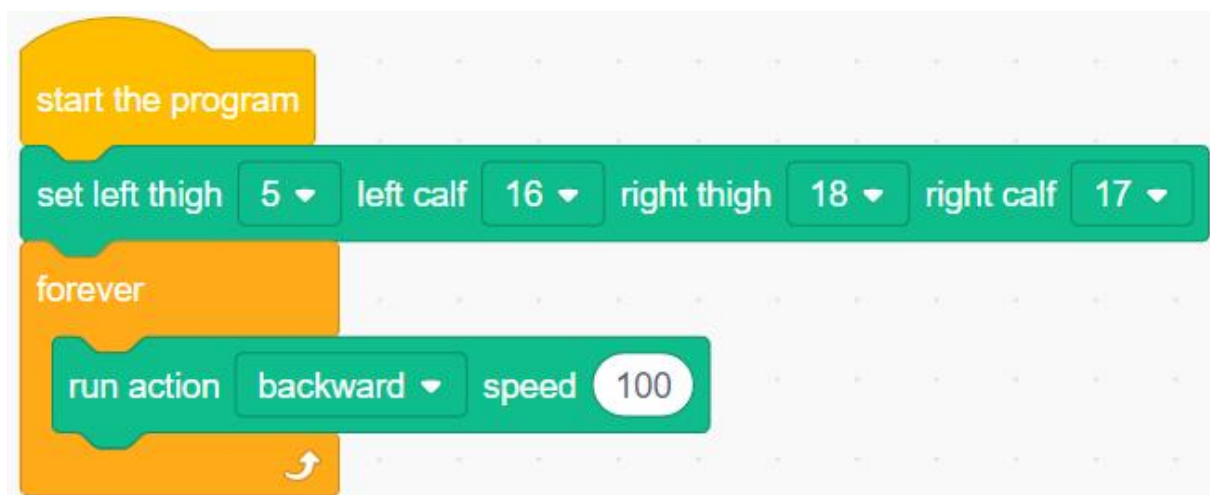 start the program
set left thigh 5 left calf 16 right thigh 18 right calf 17
forever
run action backward speed 100